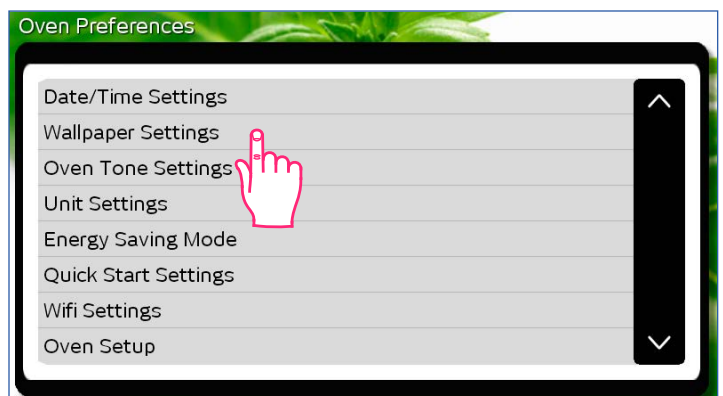 Oven Preferences
Date/Time Settings
Wallpaper Settings
Oven Tone Settings
Unit Settings
Energy Saving Mode
Quick Start Settings
Wifi Settings
Oven Setup